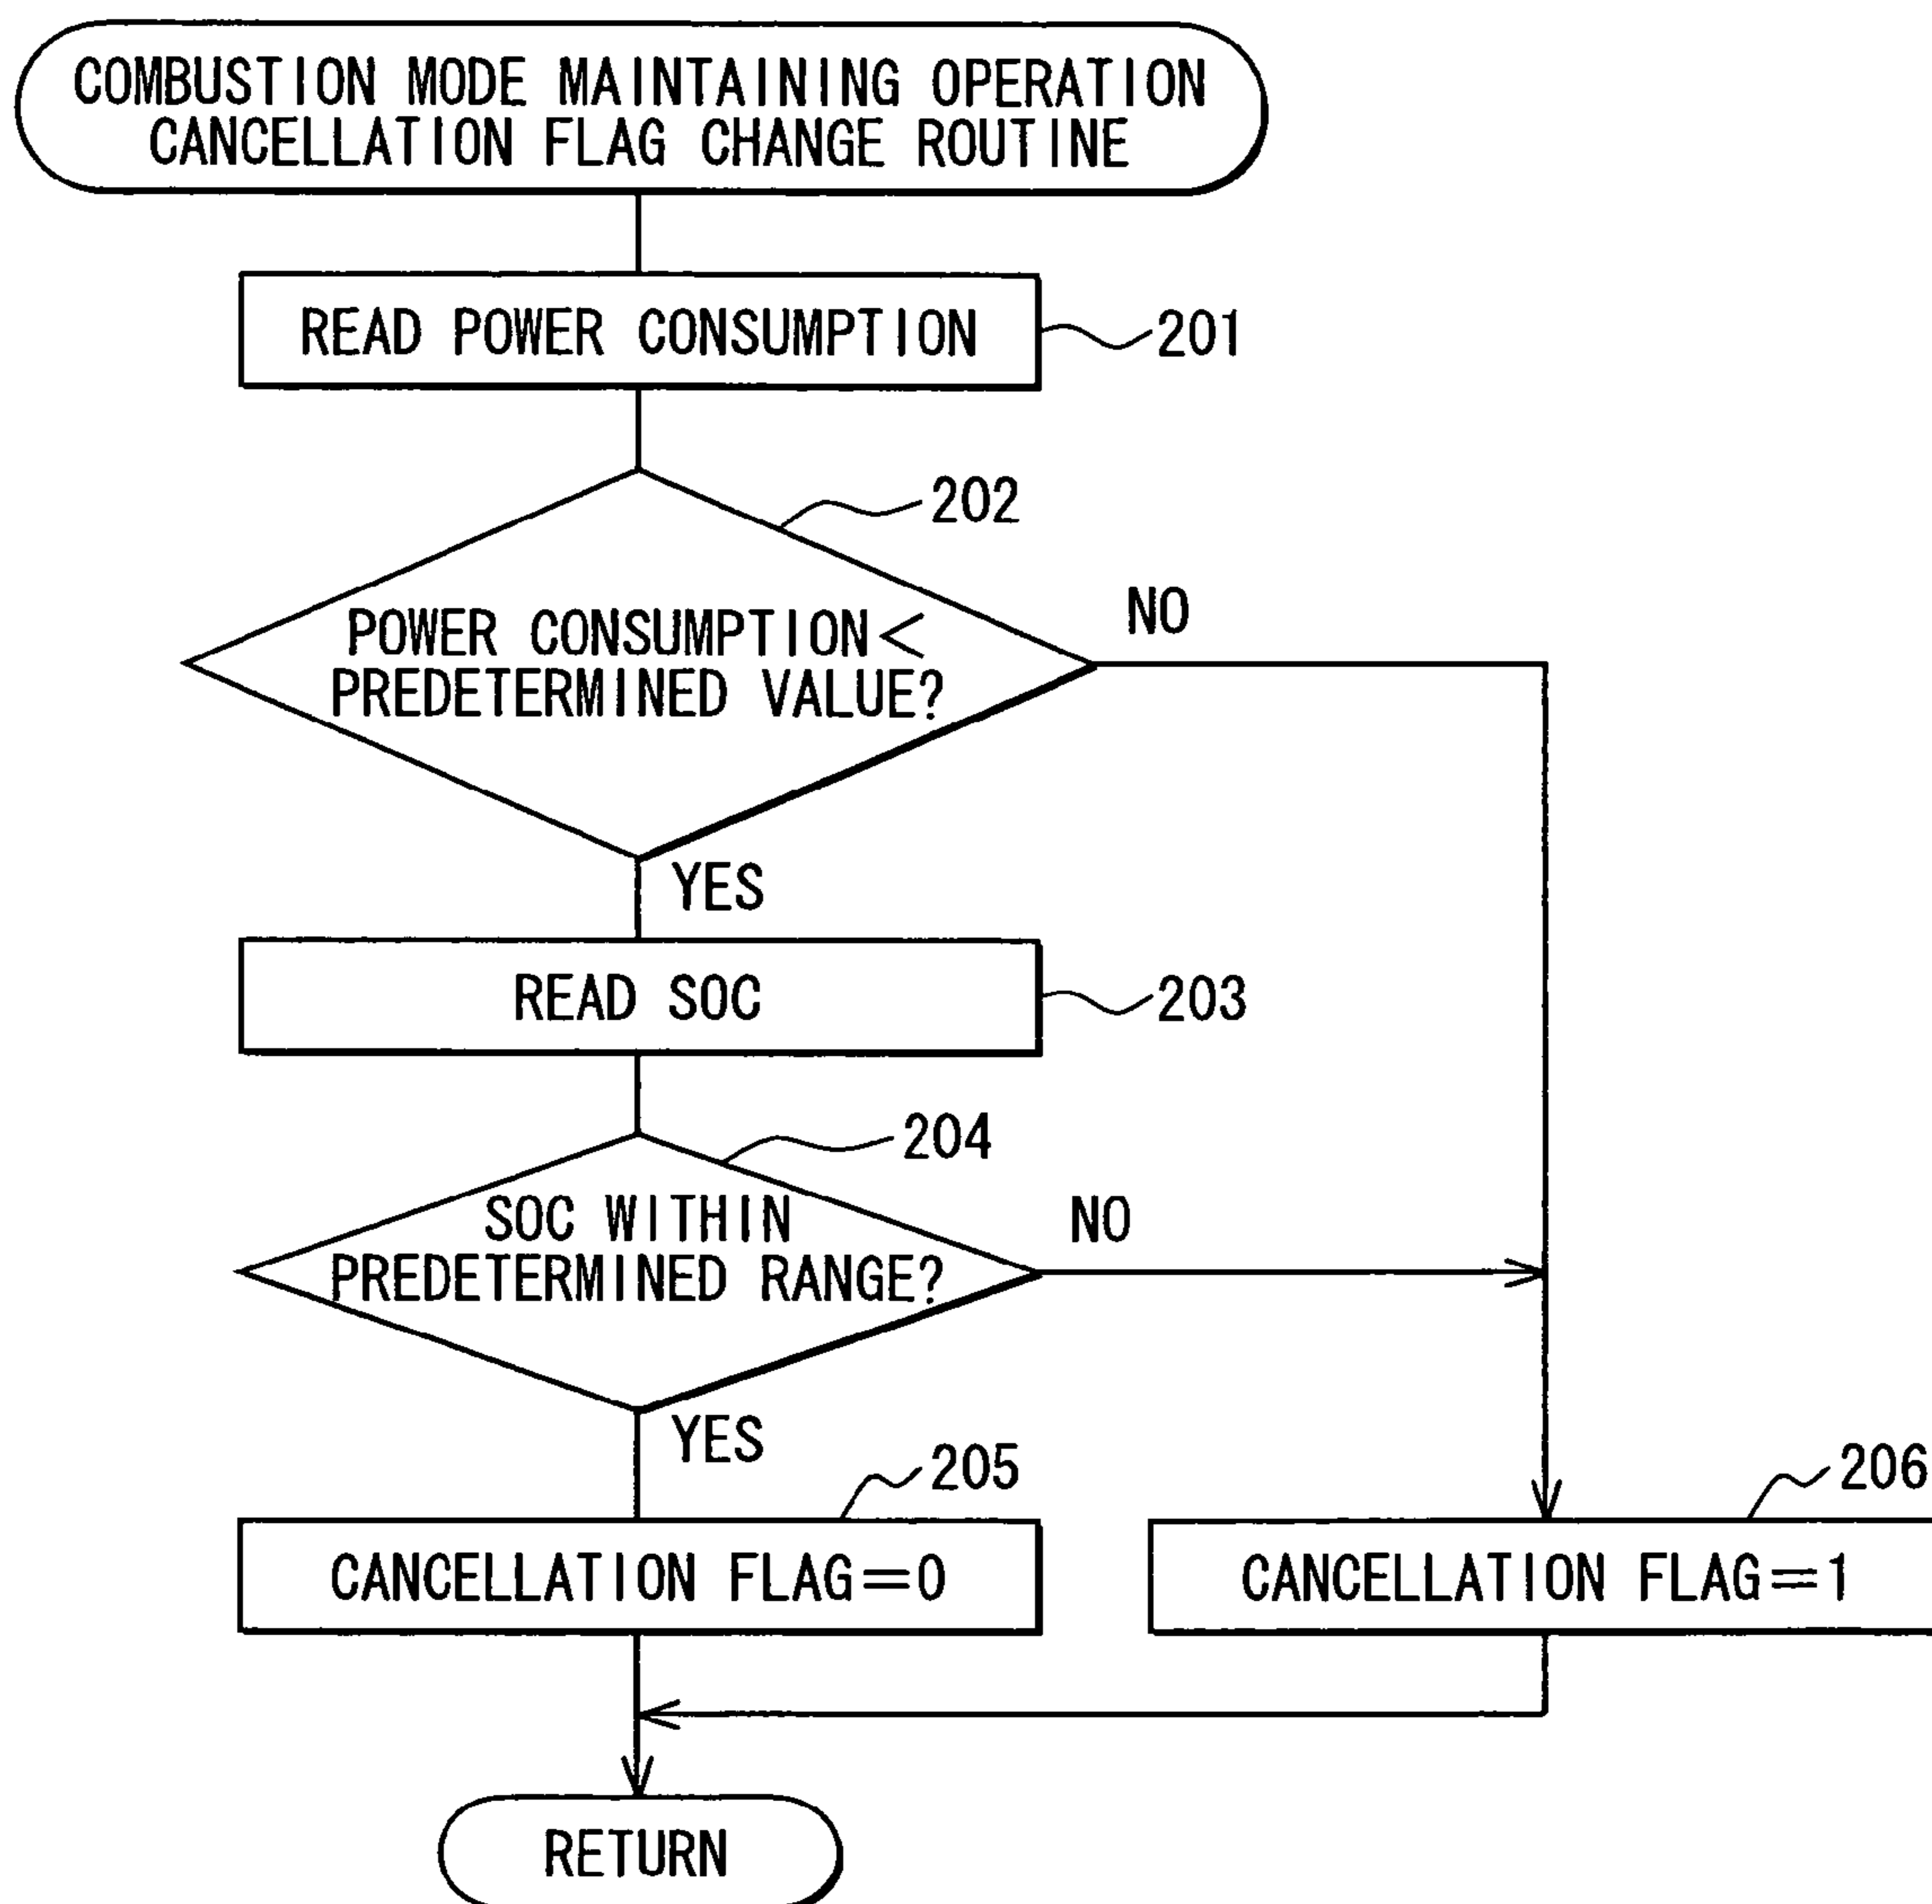 COMBUSTION MODE MAINTAINING OPERATION
CANCELLATION FLAG CHANGE ROUTINE
READ POWER CONSUMPTION
201
202
POWER CONSUMPTION<
PREDETERMINED VALUE?
NO
YES
READ SOC
203
204
SOC WITHIN
PREDETERMINED RANGE?
NO
YES
205
206
CANCELLATION FLAG=0
CANCELLATION FLAG=1
RETURN